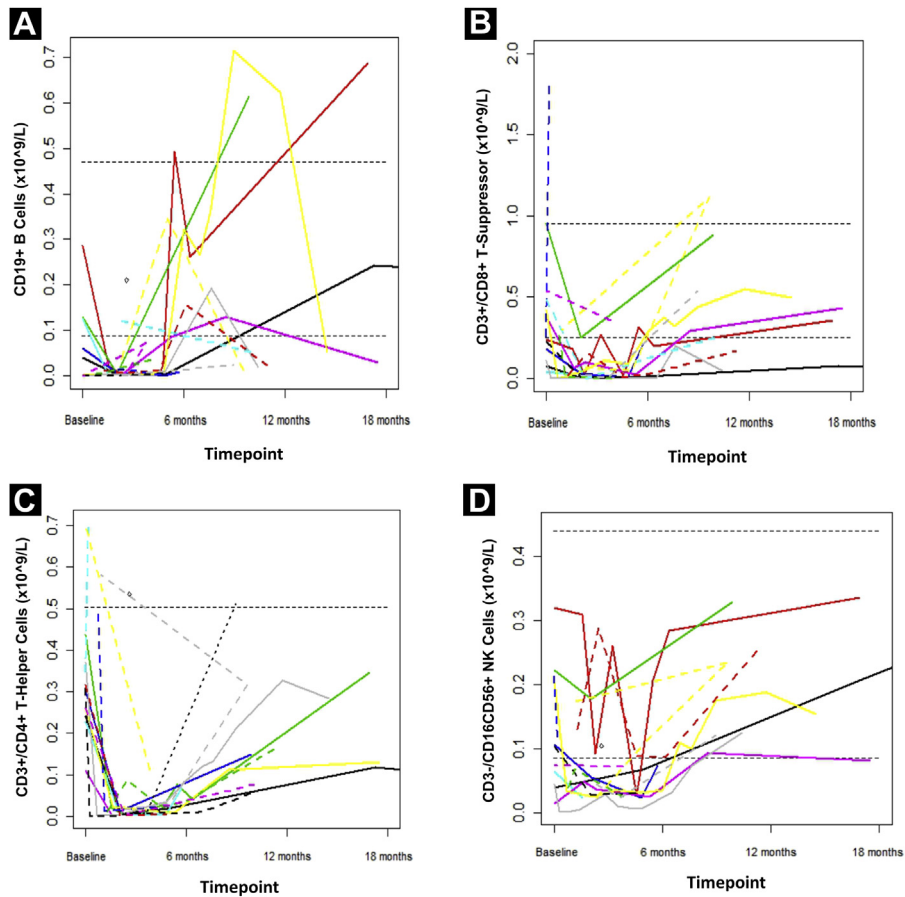 A
CD19+ B Cells (x10^9/L)
0.7
0.6
0.5
0.4
0.3
0.2
0.1
0.0
Baseline
6 months
12 months
18 months
Timepoint
B
CD3+/CD8+ T-Suppressor (x10^9/L)
2.0
1.5
1.0
0.5
0.0
Baseline
6 months
12 months
18 months
Timepoint
C
CD3+/CD4+ T-Helper Cells (x10^9/L)
0.7
0.6
0.5
0.4
0.3
0.2
0.1
0.0
Baseline
6 months
12 months
18 months
Timepoint
D
CD3-/CD16CD56+ NK Cells (x10^9/L)
0.4
0.3
0.2
0.1
0.0
Baseline
6 months
12 months
18 months
Timepoint